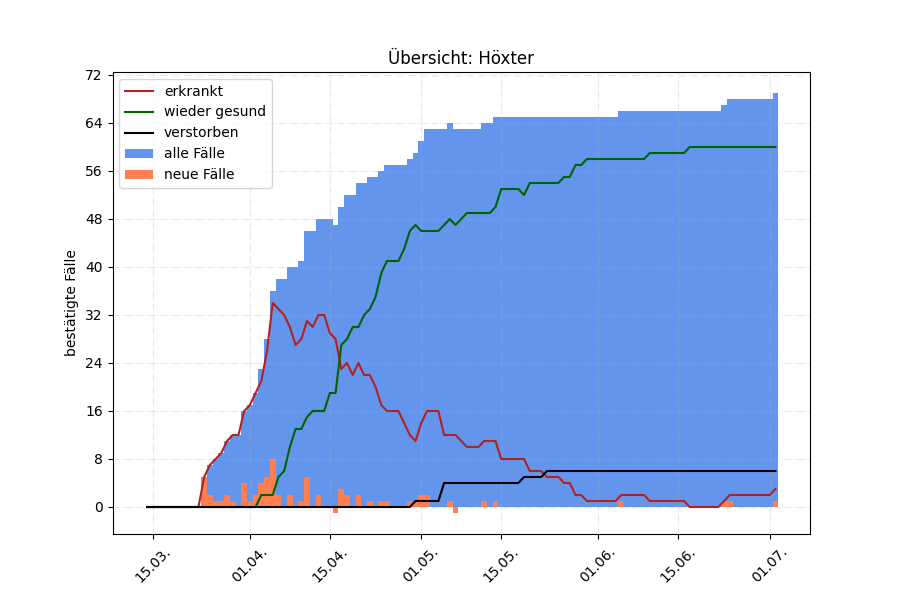 Übersicht: Höxter
bestätigte Fälle
72
64
56
48
40
32
24
16
8
0
erkrankt
wieder gesund
verstorben
alle Fälle
neue Fälle
15.03.
01.04.
15.04.
01.05.
15.05.
01.06.
15.06.
01.07.